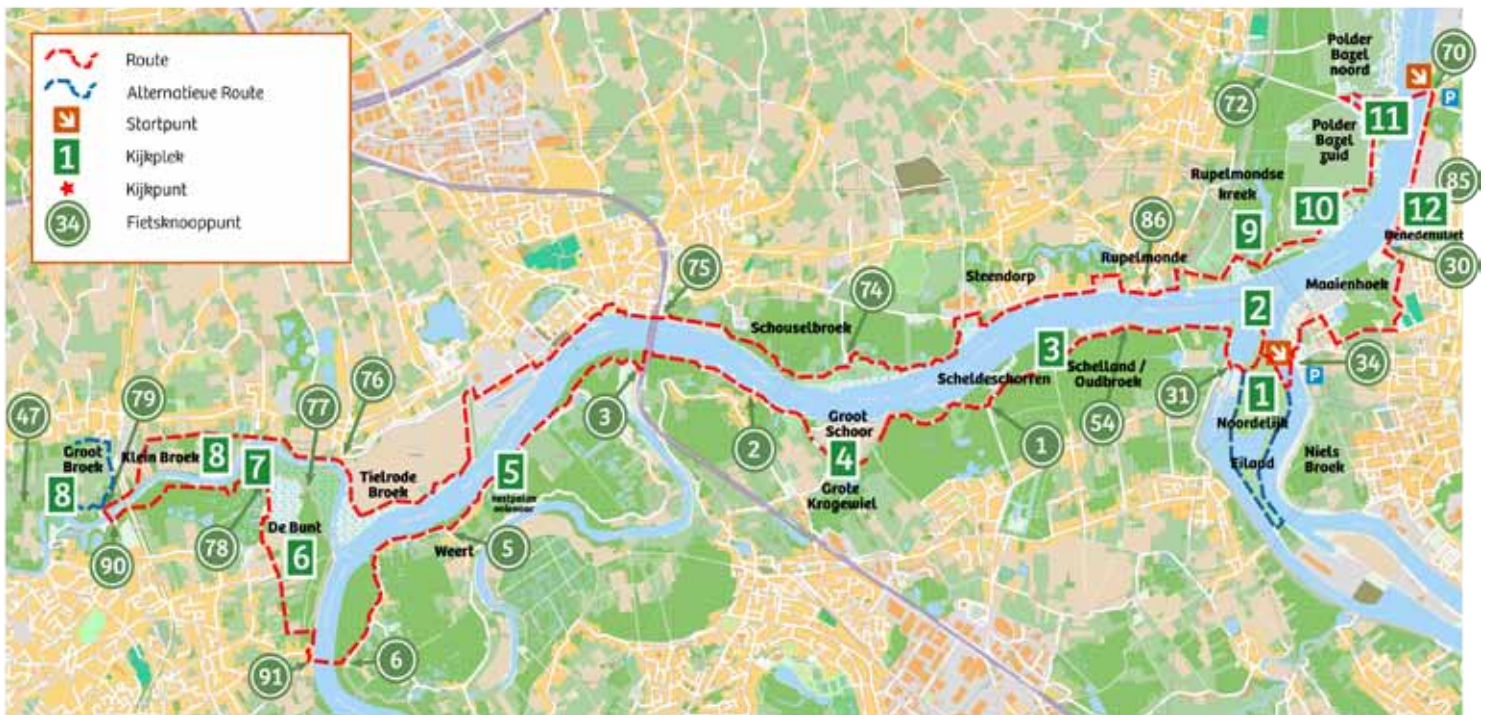 Route
Alternatieve Route
Startpunt
1
Kijkplek
Kijkpunt
34
Fietsknooppunt
Polder
Bazel
noord
70
P
72
11
Polder
Bazel
zuid
85
Rupelmondse
kreek
10
12
86
9
30
Rupelmonde
75
74
Steendorp
Maaienhoek
2
Schouselbroek
3
Scheldeschorren
Schelland /
Oudbroek
34
P
76
31
1
Noordelijk
Eiland
79
77
3
2
Groot
Schoor
1
54
47
Groot
Broek
Klein Broek
8
7
4
Niels
Broek
8
Tielrode
Broek
5
Grote
Kragewiel
De Bunt
78
6
Weert
5
90
91
6